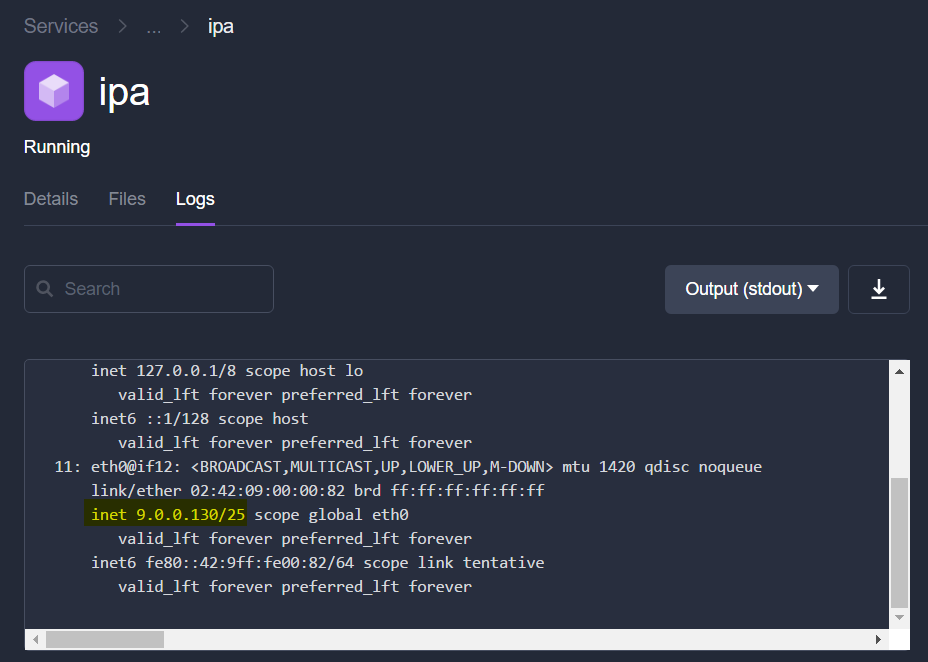 Services > ... > ipa
ipa
Running
Details Files Logs
Search
Output (stdout)
inet 127.0.0.1/8 scope host lo
valid_lft forever preferred_lft forever
inet6 ::1/128 scope host
valid_lft forever preferred_lft forever
11: eth0@if12: <BROADCAST,MULTICAST,UP,LOWER_UP,M-DOWN> mtu 1420 qdisc noqueue
link/ether 02:42:09:00:00:82 brd ff:ff:ff:ff:ff:ff
inet 9.0.0.130/25 scope global eth0
valid_lft forever preferred_lft forever
inet6 fe80::42:9ff:fe00:82/64 scope link tentative
valid_lft forever preferred_lft forever